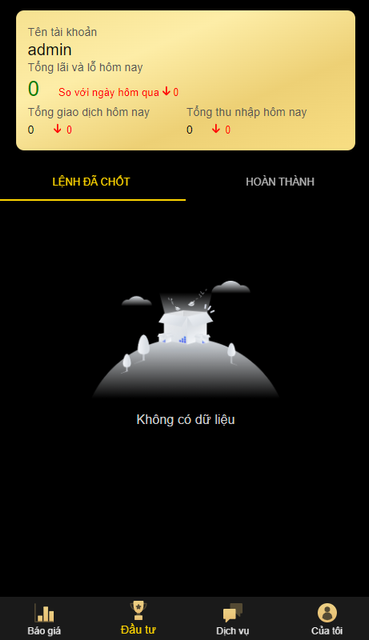 Tên tài khoản
admin
Tổng lãi và lỗ hôm nay
0 So với ngày hôm qua ↓ 0
Tổng giao dịch hôm nay Tổng thu nhập hôm nay
0 ↓ 0 0 ↓ 0
LỆNH ĐÃ CHỐT HOÀN THÀNH
Không có dữ liệu
Báo giá Đầu tư Dịch vụ Của tôi